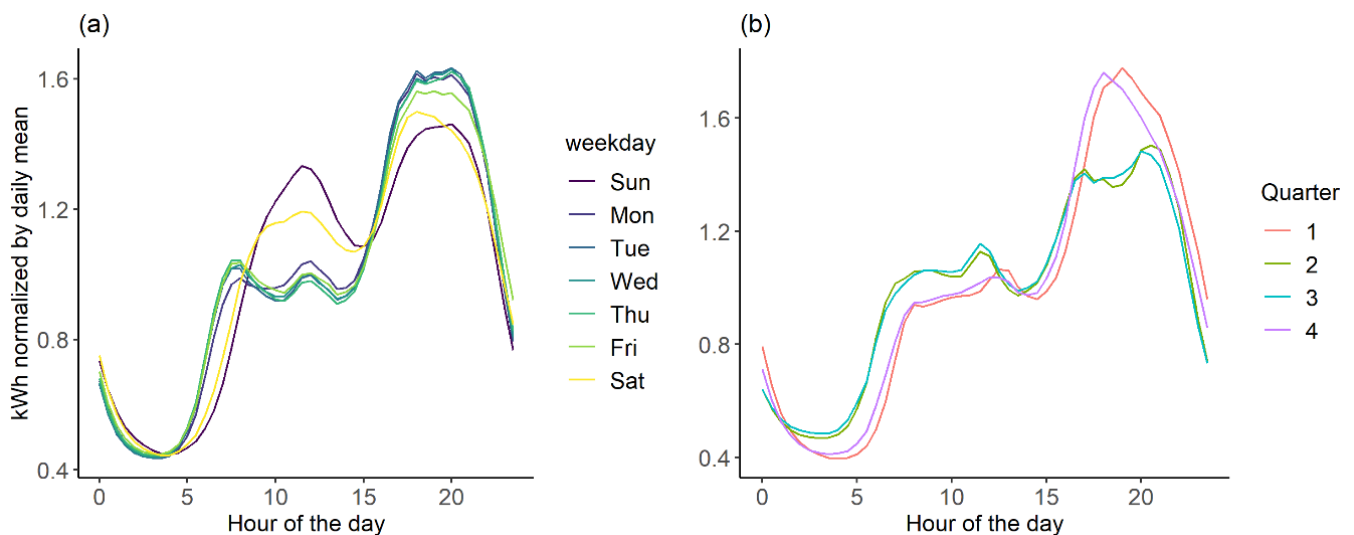 (a)
kWh normalized by daily mean
1.6
1.2
0.8
0.4
0
5
10
15
20
Hour of the day
weekday
Sun
Mon
Tue
Wed
Thu
Fri
Sat
(b)
1.6
1.2
0.8
0.4
0
5
10
15
20
Hour of the day
Quarter
1
2
3
4